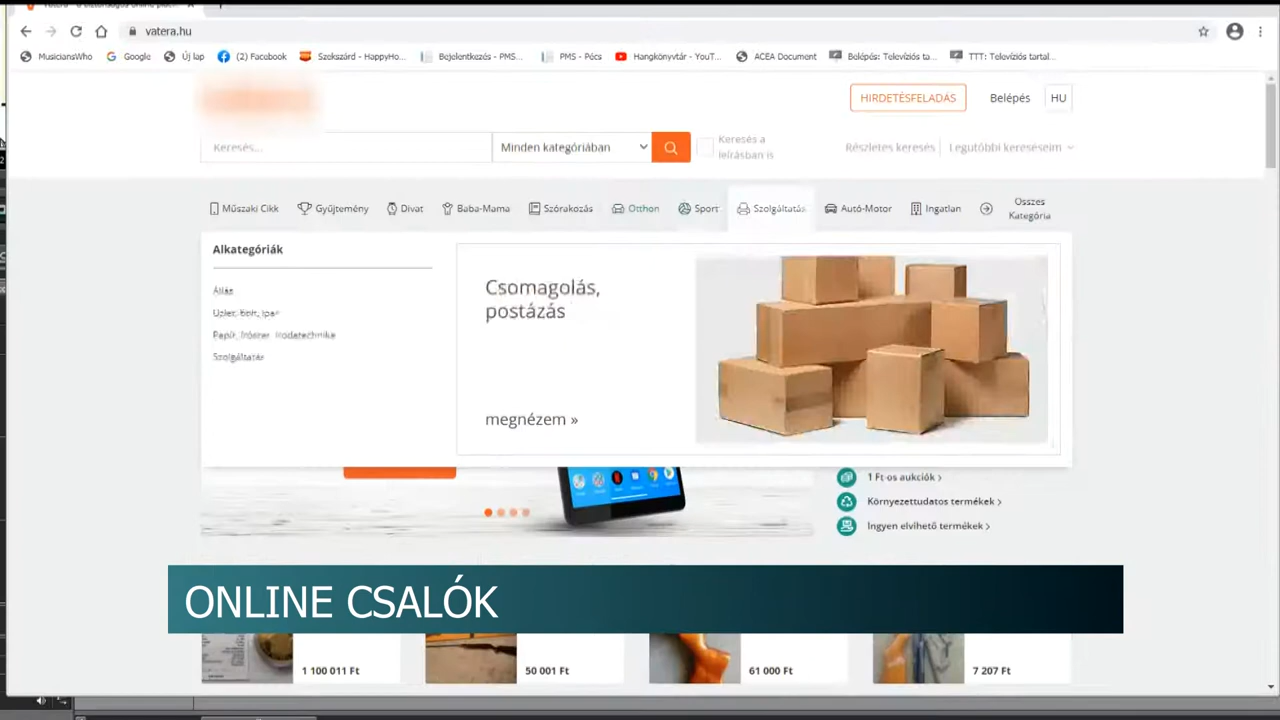 vatera.hu
MusiciansWho Google Új lap (2) Facebook Szekszárd - HappyHo... Bejelentkezés - PMS... PMS - Pécs Hangkönyvtár - YouT... ACEA Document Belépés: Televíziós ta... TTT: Televíziós tartal...
HIRDETÉSFELADÁS Belépés HU
Keresés... Minden kategóriában Keresés a
leírásban is
Részletes keresés Legutóbbi kereséseim
Műszaki Cikk Gyűjtemény Divat Baba-Mama Szórakozás Otthon Sport Szolgáltatás Autó-Motor Ingatlan Összes
Kategória
Alkategóriák
Állás
Üzlet, Bolt, Ipar
Papír, Írószer, Irodatechnika
Szolgáltatás
Csomagolás,
postázás
megnézem »
1 Ft-os aukciók ›
Környezettudatos termékek ›
Ingyen elvihető termékek ›
ONLINE CSALÓK
1 100 011 Ft 50 001 Ft 61 000 Ft 7 207 Ft